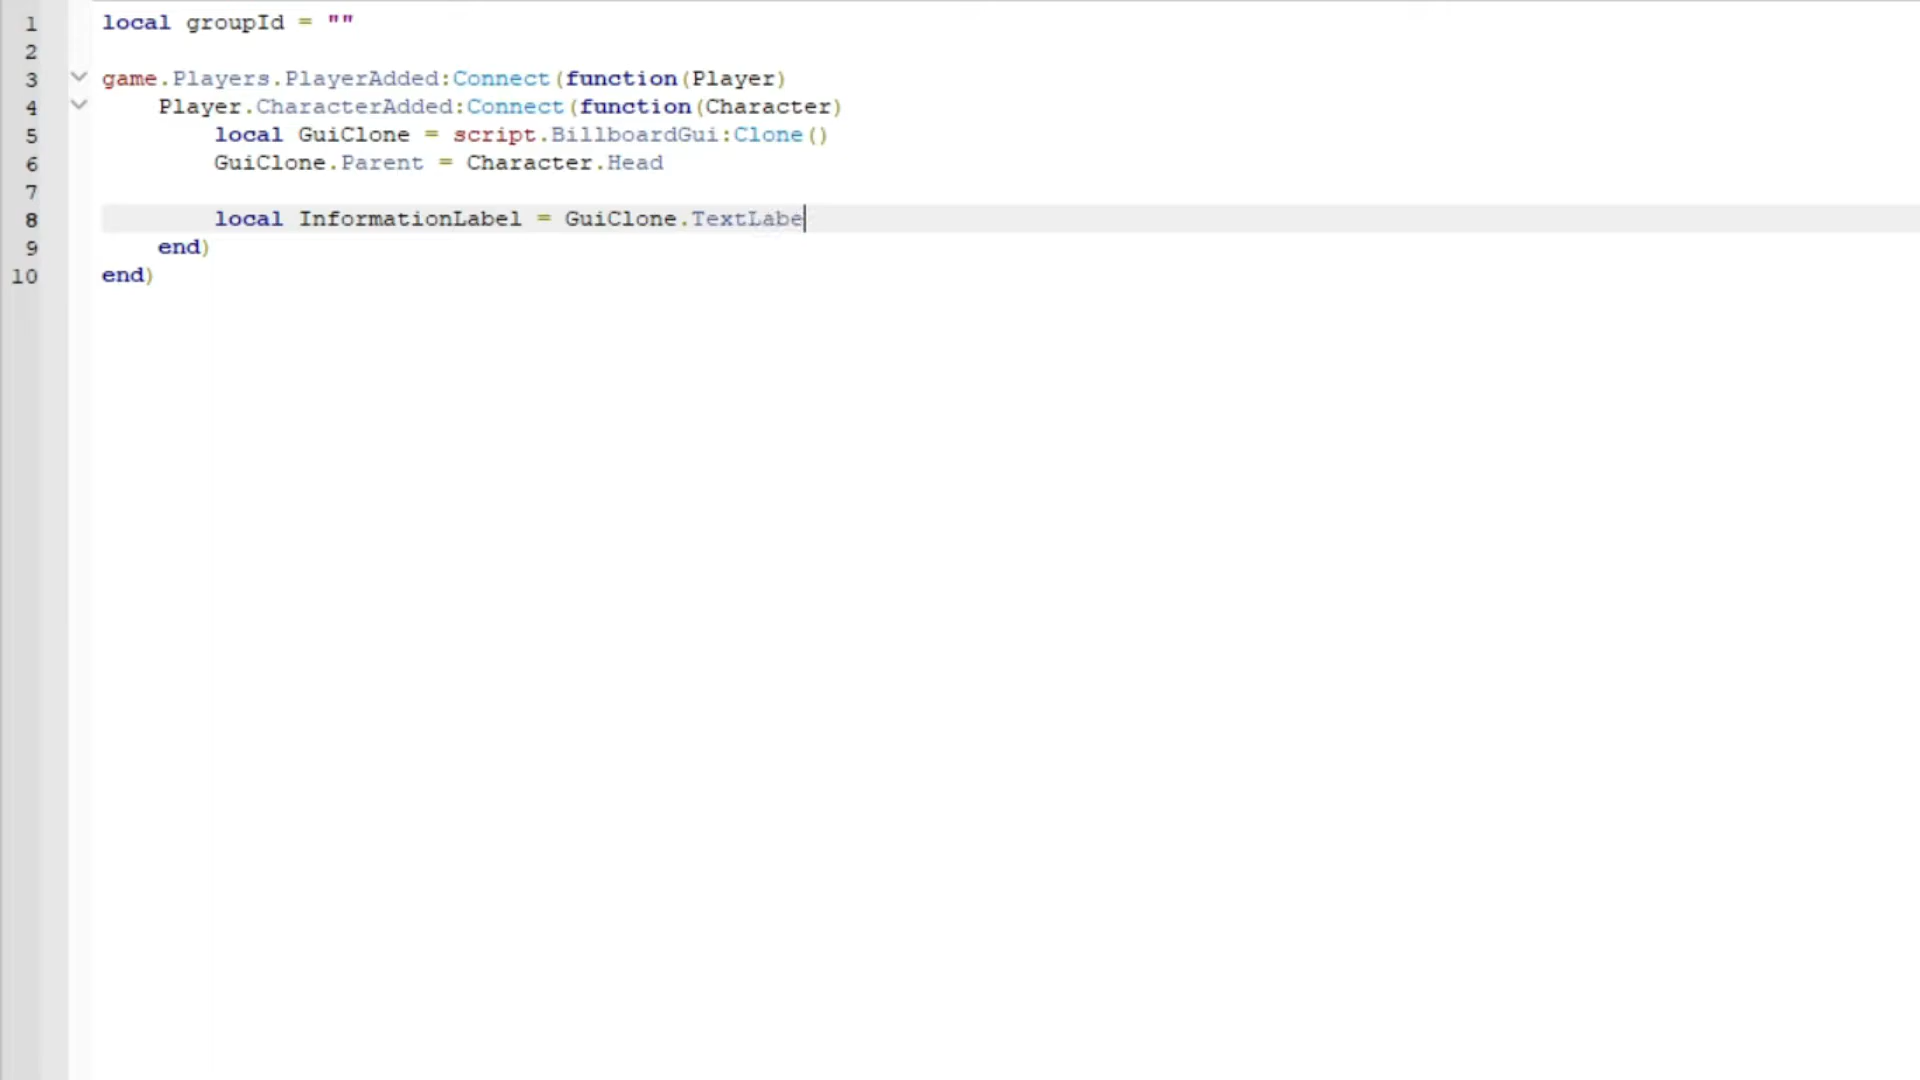 1 local groupId = ""
2
3 game.Players.PlayerAdded:Connect(function(Player)
4 Player.CharacterAdded:Connect(function(Character)
5 local GuiClone = script.BillboardGui:Clone()
6 GuiClone.Parent = Character.Head
7
8 local InformationLabel = GuiClone.TextLabe
9 end)
10 end)